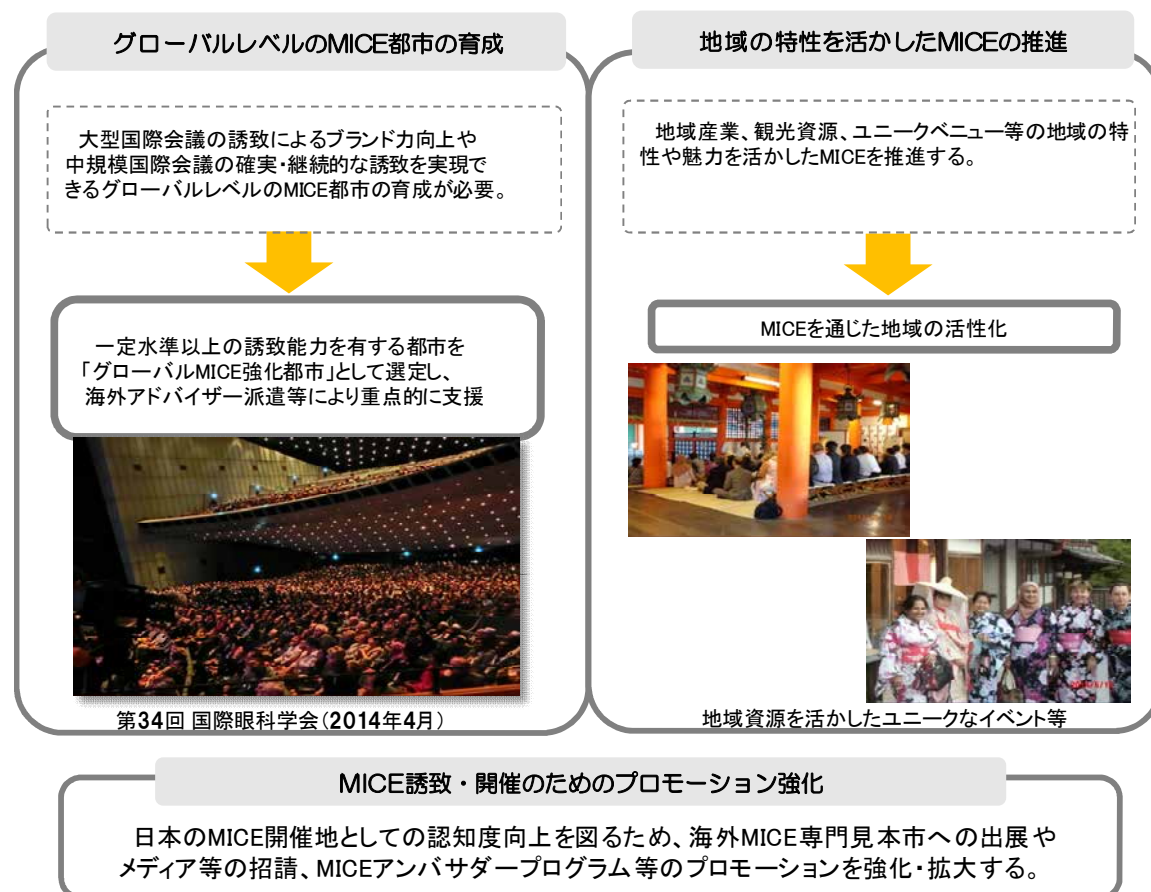 グローバルレベルのMICE都市の育成
大型国際会議の誘致によるブランド力向上や
中規模国際会議の確実・継続的な誘致を実現で
きるグローバルレベルのMICE都市の育成が必要。
一定水準以上の誘致能力を有する都市を
「グローバルMICE強化都市」として選定し、
海外アドバイザー派遣等により重点的に支援
第34回 国際眼科学会（2014年4月）
地域の特性を活かしたMICEの推進
地域産業、観光資源、ユニークベニュー等の地域の特
性や魅力を活かしたMICEを推進する。
MICEを通じた地域の活性化
地域資源を活かしたユニークなイベント等
MICE誘致・開催のためのプロモーション強化
日本のMICE開催地としての認知度向上を図るため、海外MICE専門見本市への出展や
メディア等の招請、MICEアンバサダープログラム等のプロモーションを強化・拡大する。